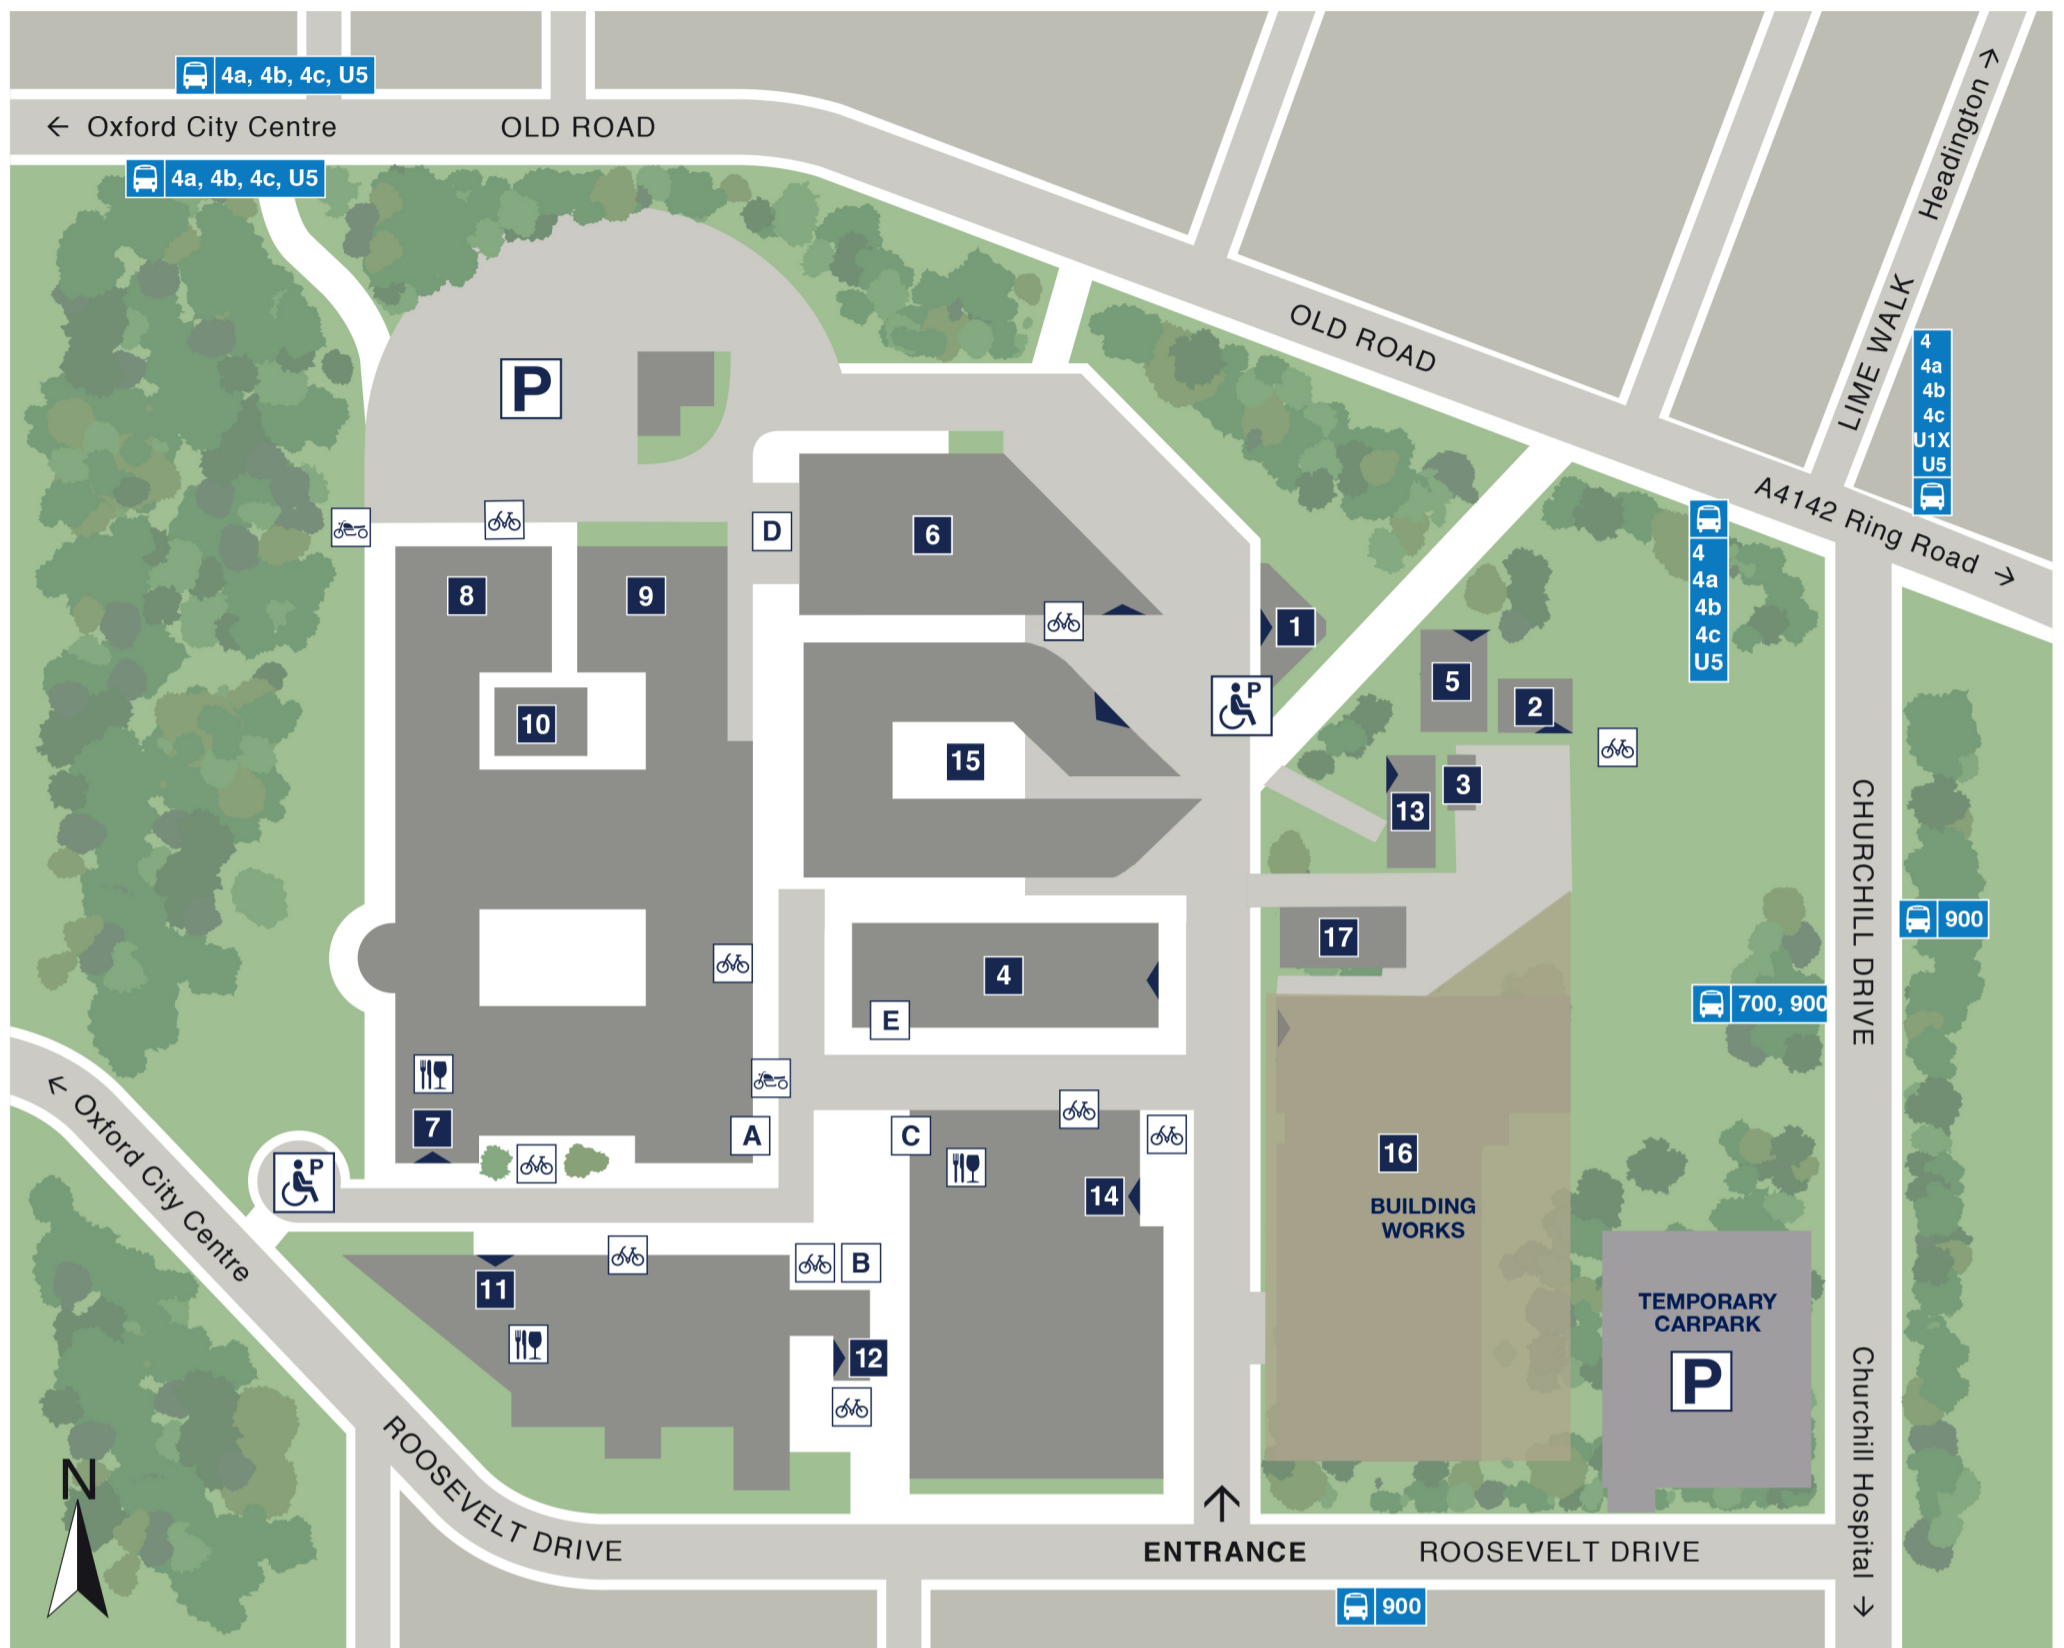 4a, 4b, 4c, U5
← Oxford City Centre
OLD ROAD
4a, 4b, 4c, U5
Headington →
LIME WALK
OLD ROAD
4
4a
4b
4c
U1X
U5
P
A4142 Ring Road →
4
4a
4b
4c
U5
D
6
8
9
1
P
5
2
10
15
3
13
CHURCHILL DRIVE
900
17
4
E
700, 900
← Oxford City Centre
7
A
C
16
BUILDING
WORKS
P
14
11
B
12
TEMPORARY
CARPARK
P
Churchill Hospital →
N
ROOSEVELT DRIVE
ENTRANCE
ROOSEVELT DRIVE
900